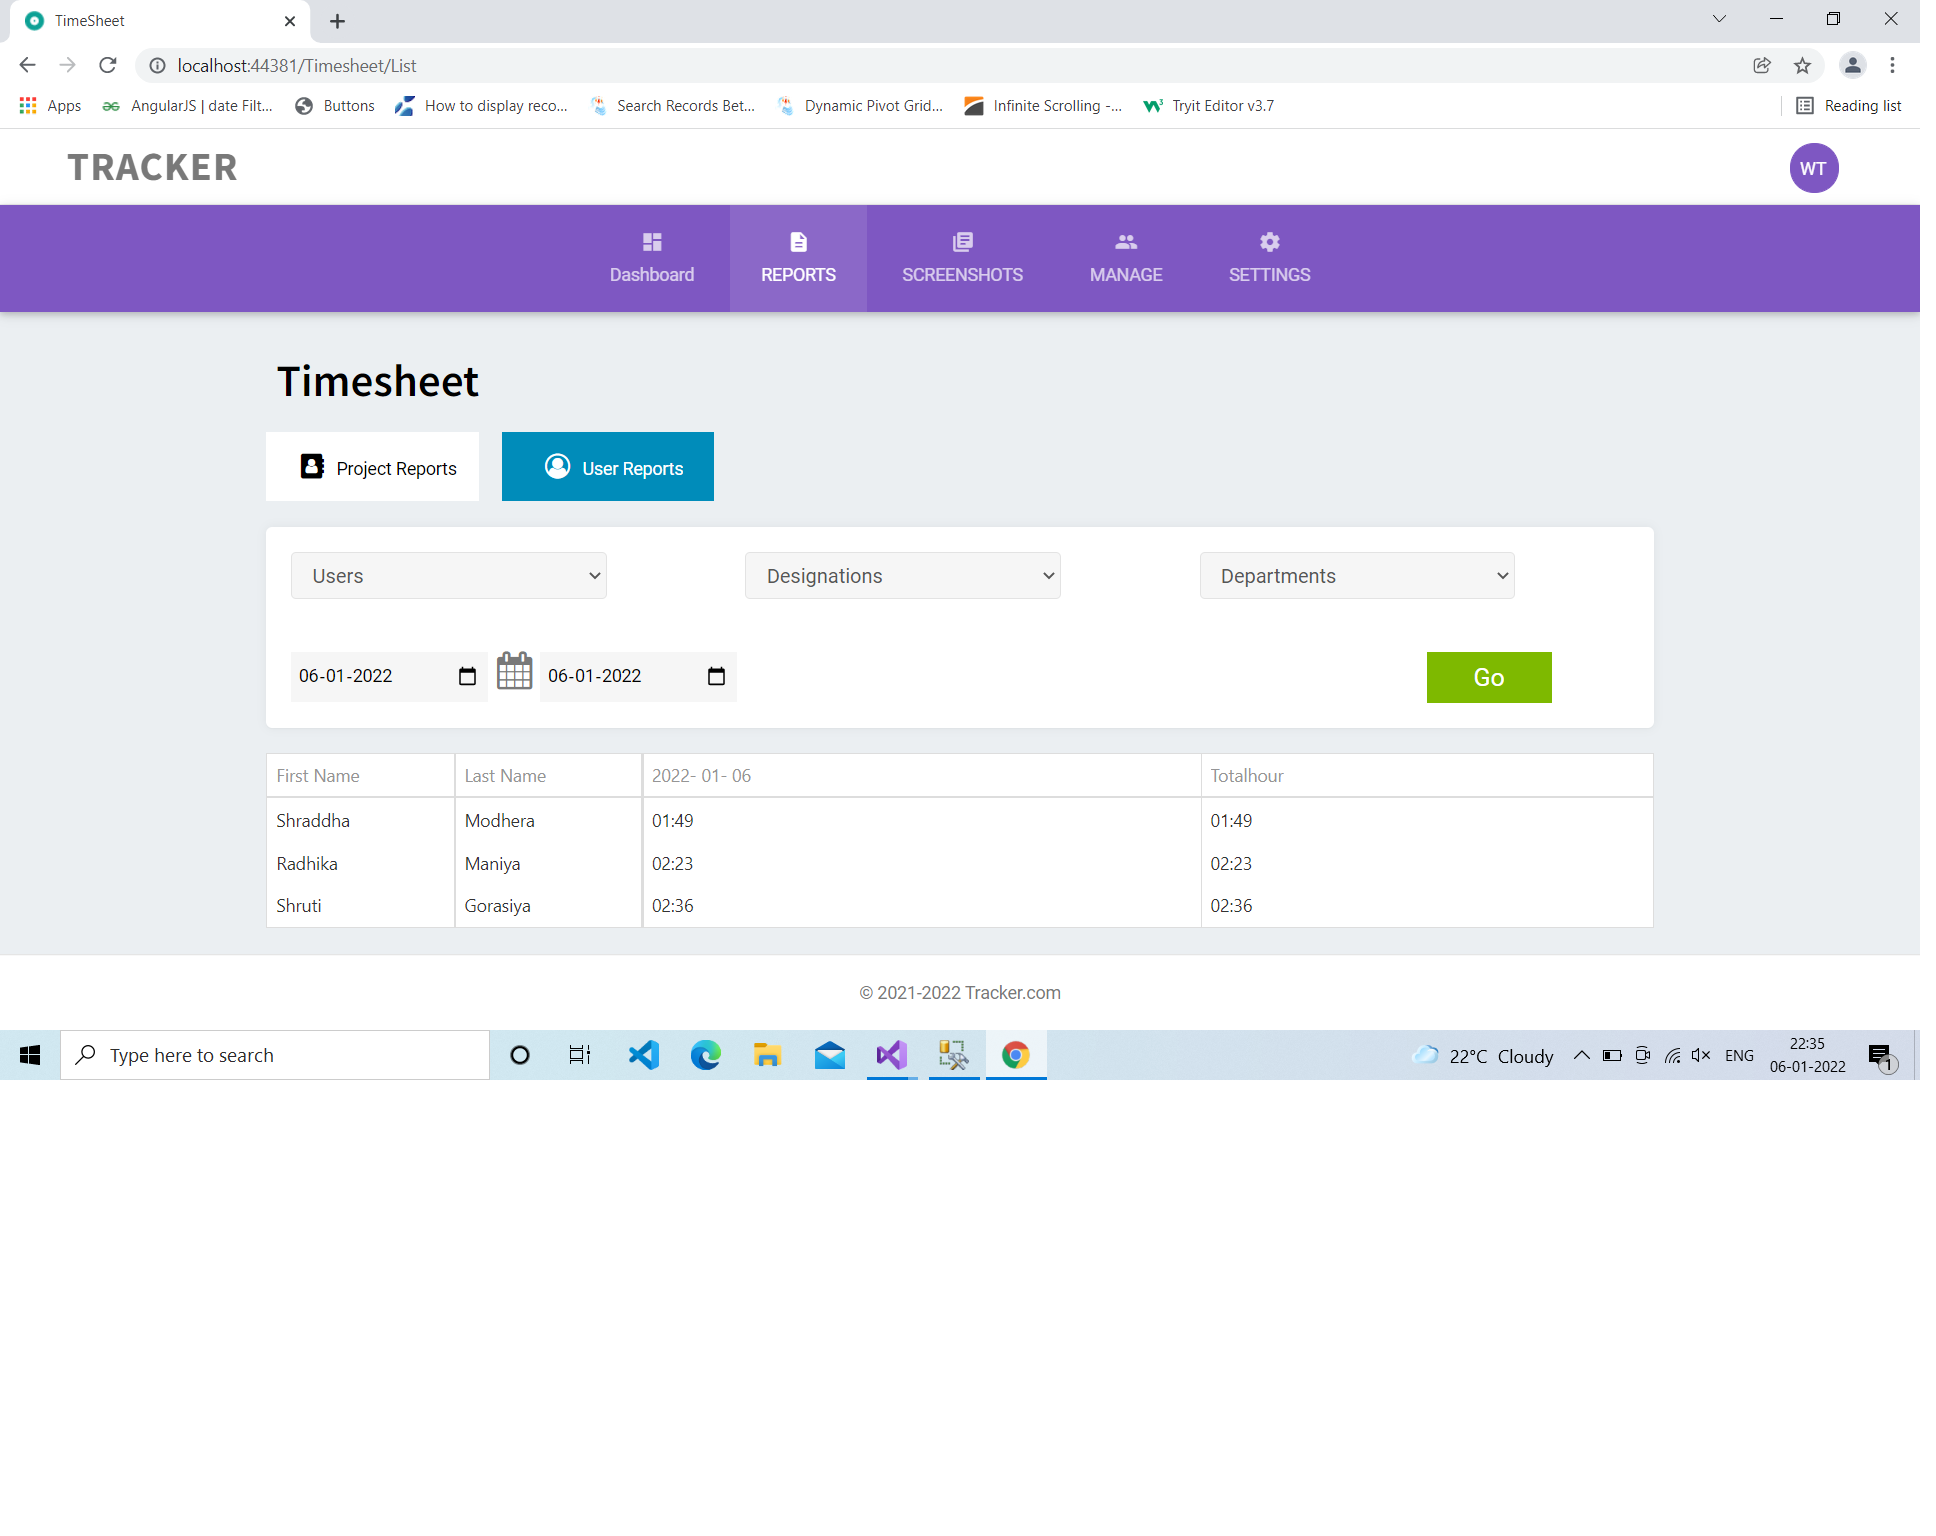 TimeSheet
localhost:44381/Timesheet/List
Apps AngularJS | date Filt... Buttons How to display reco... Search Records Bet... Dynamic Pivot Grid... Infinite Scrolling -... Tryit Editor v3.7 Reading list
TRACKER WT
Dashboard REPORTS SCREENSHOTS MANAGE SETTINGS
Timesheet
Project Reports User Reports
Users Designations Departments
06-01-2022 06-01-2022 Go
First Name Last Name 2022- 01- 06 Totalhour
Shraddha Modhera 01:49 01:49
Radhika Maniya 02:23 02:23
Shruti Gorasiya 02:36 02:36
© 2021-2022 Tracker.com
Type here to search 22°C Cloudy ENG 22:35
06-01-2022 1